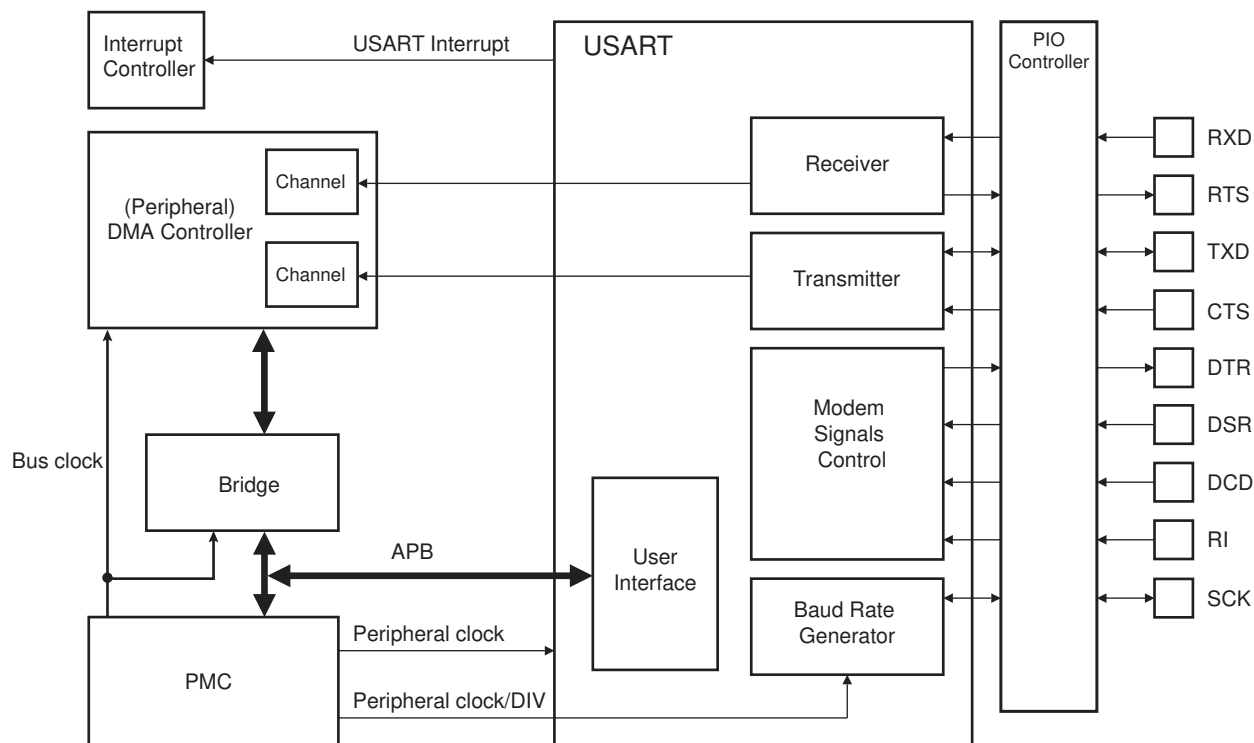 Interrupt
Controller
USART Interrupt
USART
PIO
Controller
(Peripheral)
DMA Controller
Channel
Channel
Receiver
Transmitter
Modem
Signals
Control
RXD
RTS
TXD
CTS
DTR
DSR
DCD
RI
SCK
Bus clock
Bridge
APB
User
Interface
Baud Rate
Generator
PMC
Peripheral clock
Peripheral clock/DIV